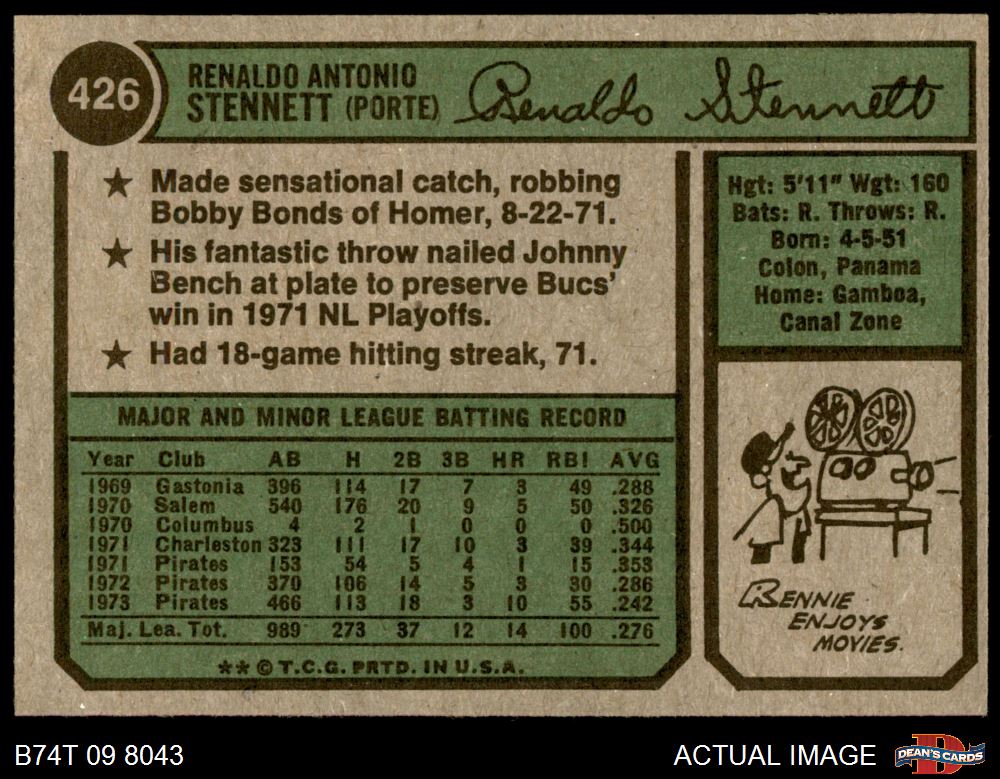 426
RENALDO ANTONIO
STENNETT (PORTE)
Renaldo Stennett
★ Made sensational catch, robbing
Bobby Bonds of Homer, 8-22-71.
★ His fantastic throw nailed Johnny
Bench at plate to preserve Bucs'
win in 1971 NL Playoffs.
★ Had 18-game hitting streak, 71.
Hgt: 5'11" Wgt: 160
Bats: R. Throws: R.
Born: 4-5-51
Colon, Panama
Home: Gamboa,
Canal Zone
MAJOR AND MINOR LEAGUE BATTING RECORD
Year Club AB H 2B 3B HR RBI AVG
1969 Gastonia 396 114 17 7 3 49 .288
1970 Salem 540 176 20 9 5 50 .326
1970 Columbus 4 2 1 0 0 0 .500
1971 Charleston 323 111 17 10 3 39 .344
1971 Pirates 153 54 5 4 1 15 .353
1972 Pirates 370 106 14 5 3 30 .286
1973 Pirates 466 113 18 3 10 55 .242
Maj. Lea. Tot. 989 273 37 12 14 100 .276
★★ © T.C.G. PRTD. IN U.S.A.
RENNIE
ENJOYS
MOVIES.
B74T 09 8043
ACTUAL IMAGE
D
DEAN'S CARDS